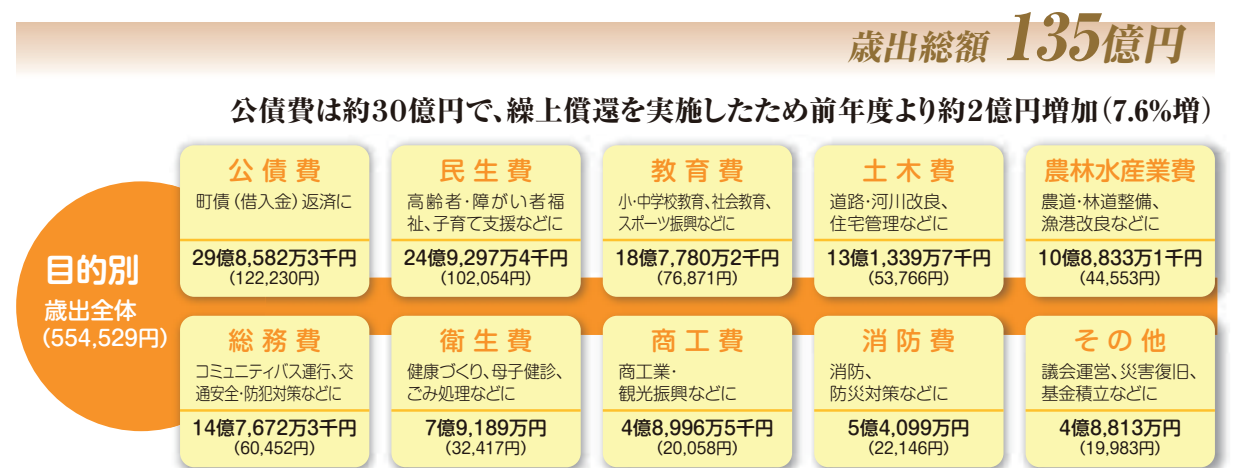 歳出総額 135億円
公債費は約30億円で、繰上償還を実施したため前年度より約2億円増加(7.6%増)
目的別
歳出全体
(554,529円)
公債費
町債(借入金)返済に
29億8,582万3千円
(122,230円)
民生費
高齢者・障がい者福
祉、子育て支援などに
24億9,297万4千円
(102,054円)
教育費
小・中学校教育、社会教育、
スポーツ振興などに
18億7,780万2千円
(76,871円)
土木費
道路・河川改良、
住宅管理などに
13億1,339万7千円
(53,766円)
農林水産業費
農道・林道整備、
漁港改良などに
10億8,833万1千円
(44,553円)
総務費
コミュニティバス運行、交
通安全・防犯対策などに
14億7,672万3千円
(60,452円)
衛生費
健康づくり、母子健診、
ごみ処理などに
7億9,189万円
(32,417円)
商工費
商工業・
観光振興などに
4億8,996万5千円
(20,058円)
消防費
消防、
防災対策などに
5億4,099万円
(22,146円)
その他
議会運営、災害復旧、
基金積立などに
4億8,813万円
(19,983円)